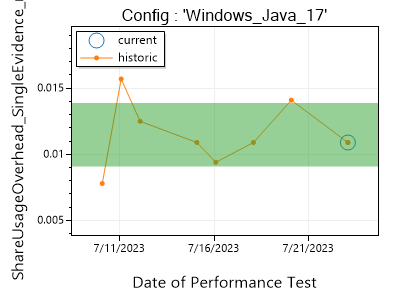 Config : 'Windows_Java_17'
current
historic
ShareUsageOverhead_SingleEvidence_
0.015
0.01
0.005
7/11/2023
7/16/2023
7/21/2023
Date of Performance Test